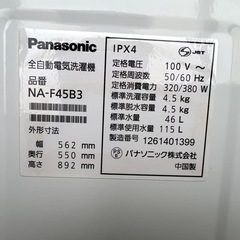 Panasonic
全自動電気洗濯機
品番
NA-F45B3
外形寸法
幅 562 mm
奥行 550 mm
高さ 892 mm
IPX4
JET
定格電圧 100 V~
定格周波数 50/60 Hz
定格消費電力 320/380 W
標準洗濯容量 4.5 kg
標準脱水容量 4.5 kg
標準水量 46 L
標準使用水量 115 L
製造番号 1261401399
パナソニック株式会社
中国製